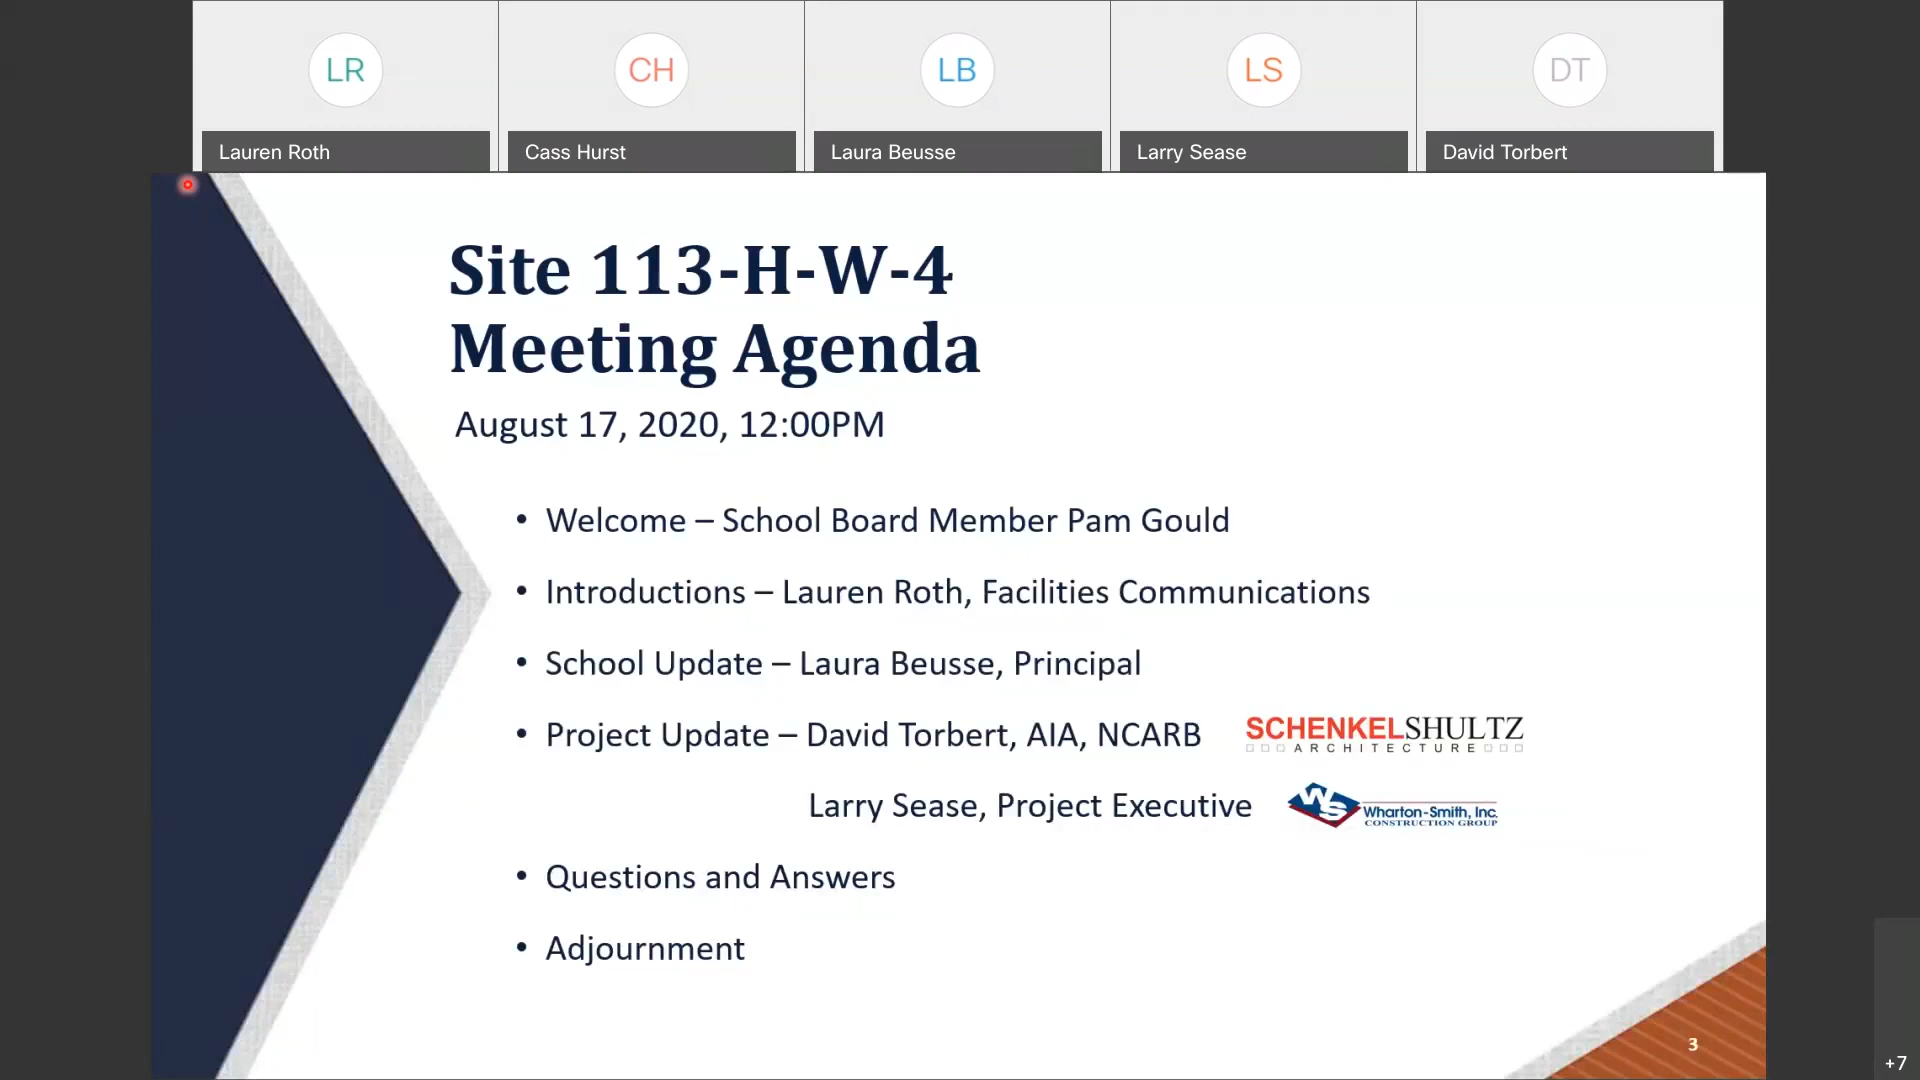 LR
CH
LB
LS
DT
Lauren Roth
Cass Hurst
Laura Beusse
Larry Sease
David Torbert
Site 113-H-W-4
Meeting Agenda
August 17, 2020, 12:00PM
• Welcome – School Board Member Pam Gould
• Introductions – Lauren Roth, Facilities Communications
• School Update – Laura Beusse, Principal
• Project Update – David Torbert, AIA, NCARB
SCHENKELSHULTZ
ARCHITECTURE
Larry Sease, Project Executive
WS
Wharton-Smith, Inc.
CONSTRUCTION GROUP
• Questions and Answers
• Adjournment
3
+7